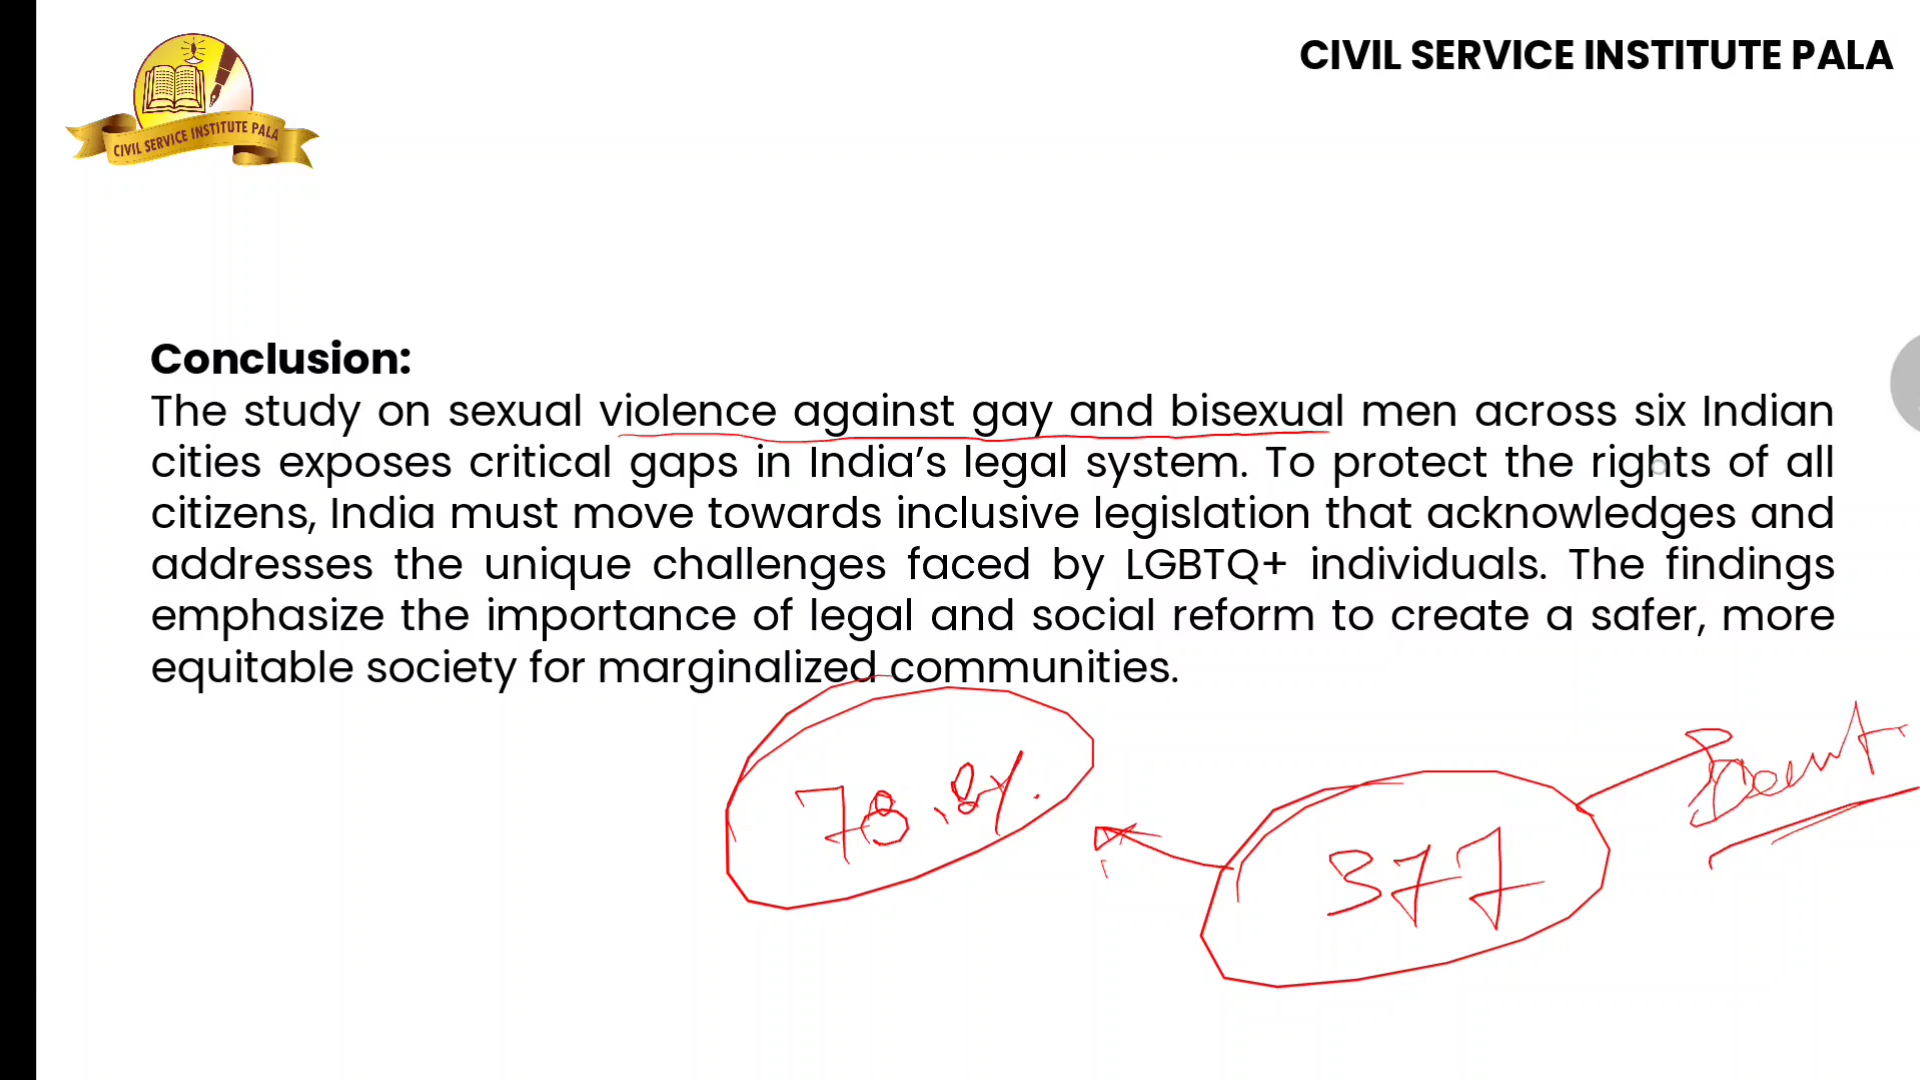 CIVIL SERVICE INSTITUTE PALA
CIVIL SERVICE INSTITUTE PALA
Conclusion:
The study on sexual violence against gay and bisexual men across six Indian
cities exposes critical gaps in India’s legal system. To protect the rights of all
citizens, India must move towards inclusive legislation that acknowledges and
addresses the unique challenges faced by LGBTQ+ individuals. The findings
emphasize the importance of legal and social reform to create a safer, more
equitable society for marginalized communities.
78.8%
377